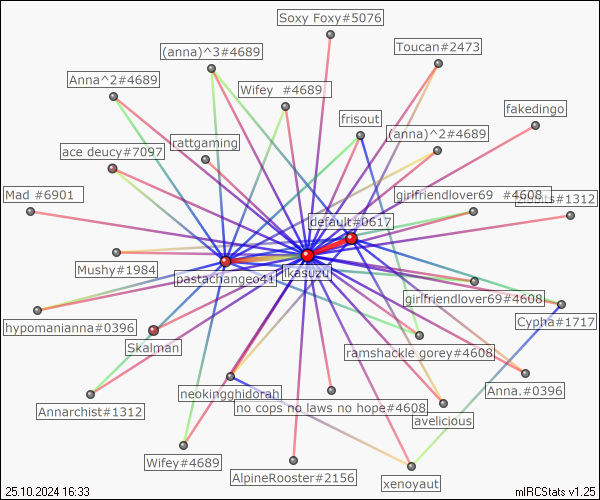 Soxy Foxy#5076
(anna)^3#4689
Toucan#2473
Anna^2#4689
Wifey #4689
fakedingo
frisout
(anna)^2#4689
rattgaming
ace deucy#7097
Mad #6901
girlfriendlover69 #4608
#1312
default#0617
Mushy#1984
pastachangeo41
ikasuzu
girlfriendlover69#4608
Cypha#1717
hypomanianna#0396
Skalman
ramshackle gorey#4608
neokingghidorah
Anna.#0396
no cops no laws no hope#4608
Annarchist#1312
avelicious
Wifey#4689
AlpineRooster#2156
xenoyaut
25.10.2024 16:33
mIRCStats v1.25